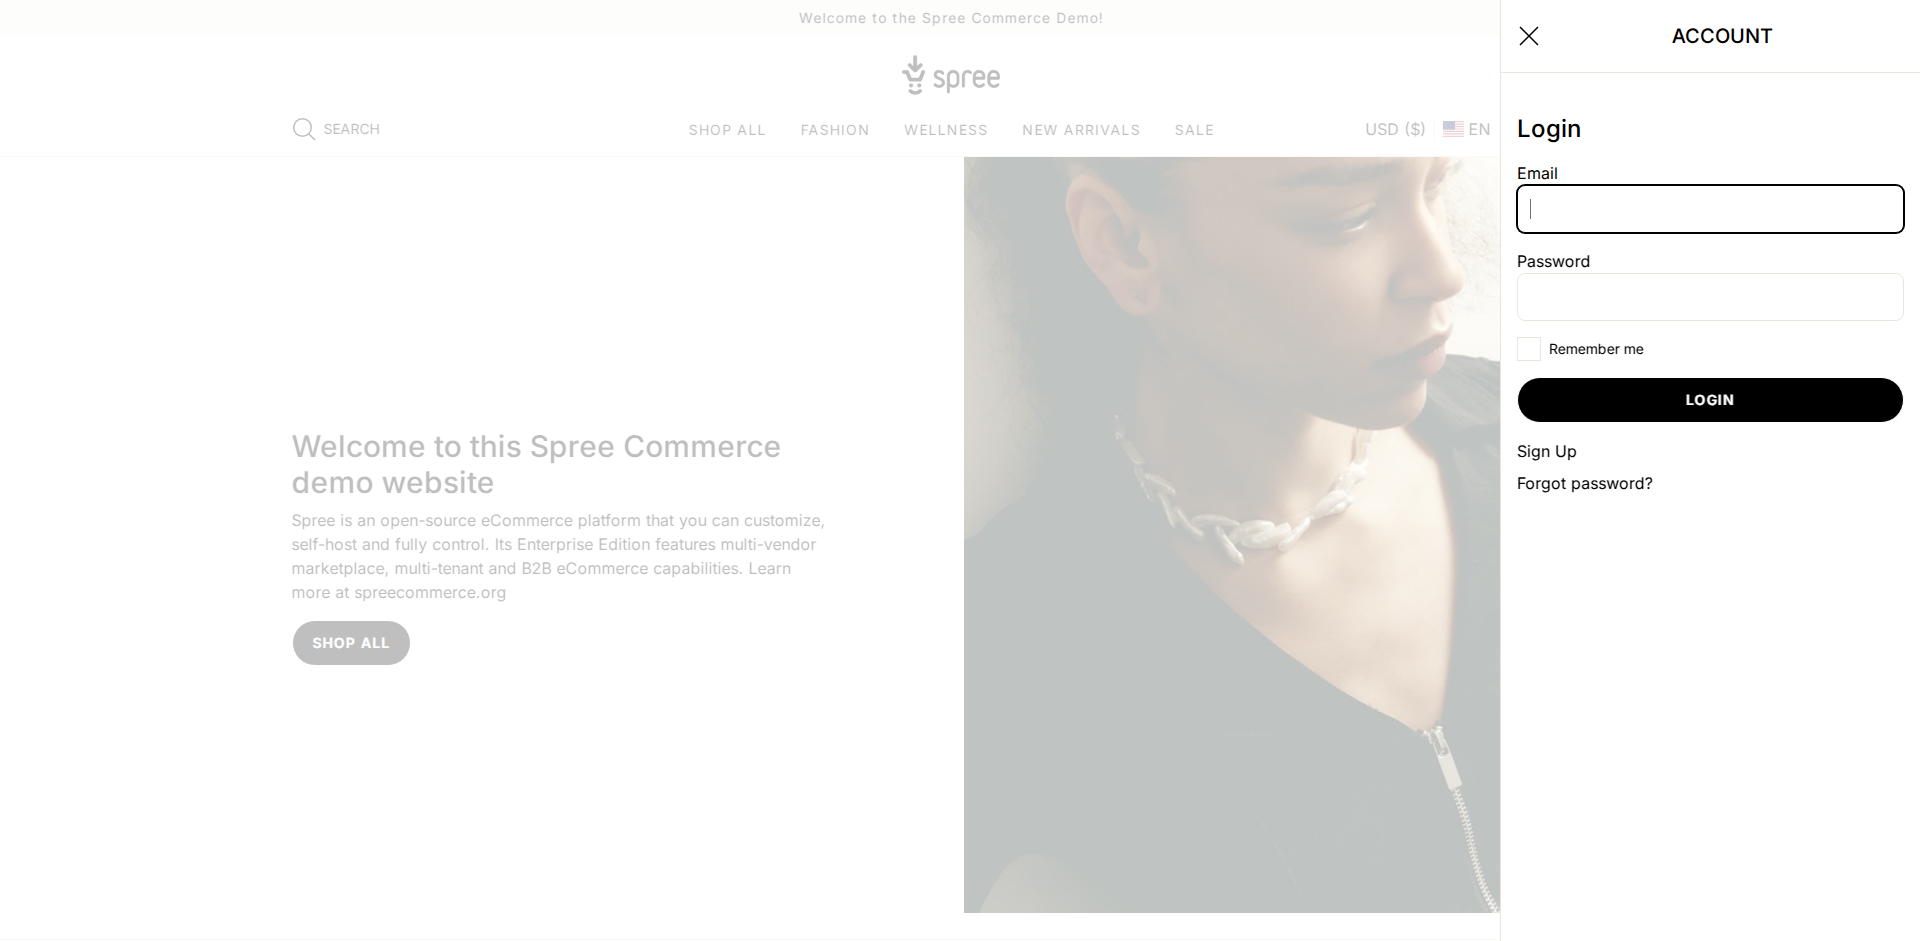 Welcome to the Spree Commerce Demo!
spree
SEARCH
SHOP ALL
FASHION
WELLNESS
NEW ARRIVALS
SALE
USD ($)
EN
Welcome to this Spree Commerce
demo website
Spree is an open-source eCommerce platform that you can customize,
self-host and fully control. Its Enterprise Edition features multi-vendor
marketplace, multi-tenant and B2B eCommerce capabilities. Learn
more at spreecommerce.org
SHOP ALL
ACCOUNT
Login
Email
Password
Remember me
LOGIN
Sign Up
Forgot password?